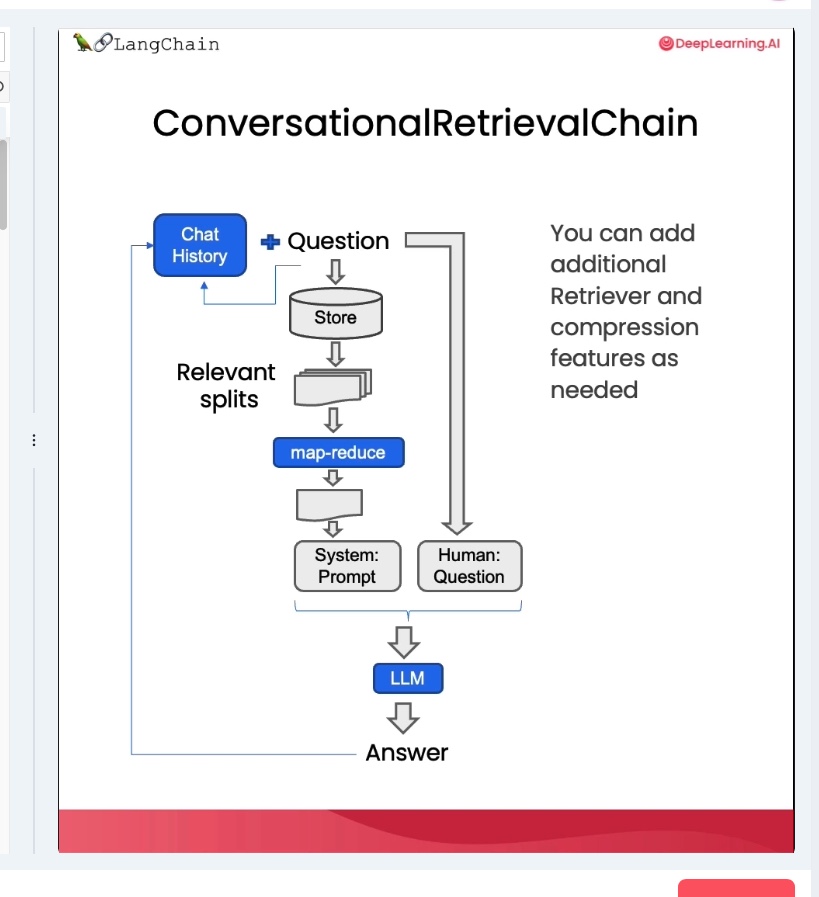 LangChain
DeepLearning.AI
ConversationalRetrievalChain
Chat
History
Question
Store
Relevant
splits
map-reduce
System:
Prompt
Human:
Question
LLM
Answer
You can add
additional
Retriever and
compression
features as
needed